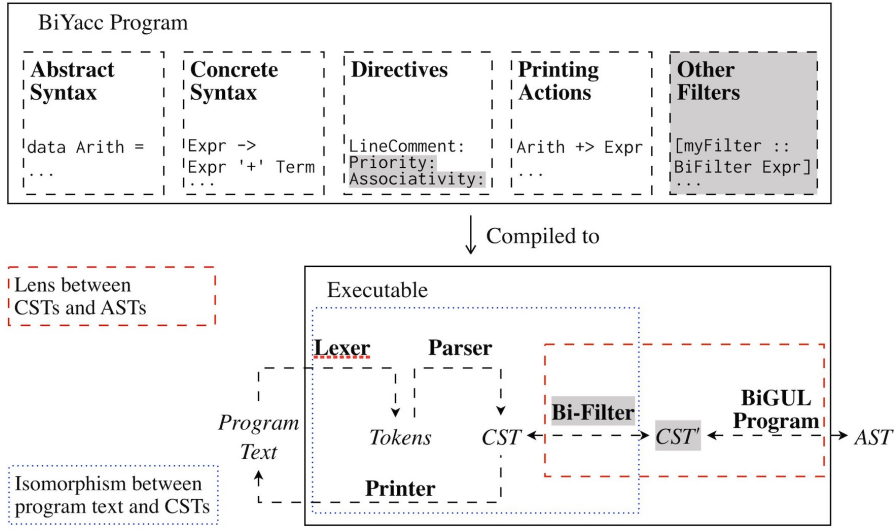 BiYacc Program
Abstract
Syntax
data Arith =
...
Concrete
Syntax
Expr ->
Expr '+' Term
...
Directives
LineComment:
Priority:
Associativity:
Printing
Actions
Arith +> Expr
...
Other
Filters
[myFilter ::
BiFilter Expr]
...
Compiled to
Lens between
CSTs and ASTs
Executable
Lexer
Parser
Bi-Filter
BiGUL
Program
Program
Text
Tokens
CST
CST'
AST
Printer
Isomorphism between
program text and CSTs